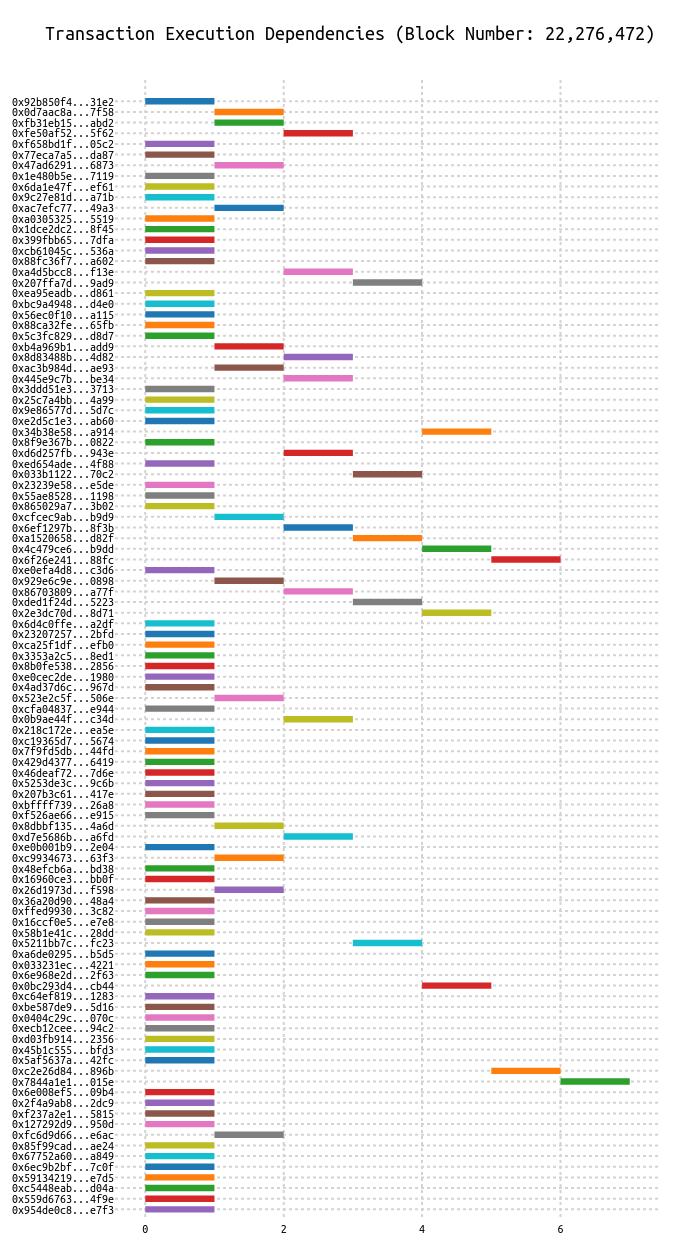 Transaction Execution Dependencies (Block Number: 22,276,472)
0x92b850f4...31e2
0x0d7aac8a...7f58
0xfb31eb15...abd2
0xfe50af52...5f62
0xf658bd1f...05c2
0x77eca7a5...da87
0x47ad6291...6873
0x1e480b5e...7119
0x6da1e47f...ef61
0x9c27e81d...a71b
0xac7efc77...49a3
0xa0305325...5519
0x1dce2dc2...8f45
0x399fbb65...7dfa
0xcb61045c...536a
0x88fc36f7...a602
0xa4d5bcc8...f13e
0x207ffa7d...9ad9
0xea95eadb...d861
0xbc9a4948...d4e0
0x56ec0f10...a115
0x88ca32fe...65fb
0x5c3fc829...d8d7
0xb4a969b1...add9
0x8d83488b...4d82
0xac3b984d...ae93
0x445e9c7b...be34
0x3ddd51e3...3713
0x25c7a4bb...4a99
0x9e86577d...5d7c
0xe2d5c1e3...ab60
0x34b38e58...a914
0x8f9e367b...0822
0xd6d257fb...943e
0xed654ade...4f88
0x033b1122...70c2
0x23239e58...e5de
0x55ae8528...1198
0x865029a7...3b02
0xcfcec9ab...b9d9
0x6ef1297b...8f3b
0xa1520658...d82f
0x4c479ce6...b9dd
0x6f26e241...88fc
0xe0efa4d8...c3d6
0x929e6c9e...0898
0x86703809...a77f
0xded1f24d...5223
0x2e3dc70d...8d71
0x6d4c0ffe...a2df
0x23207257...2bfd
0xca25f1df...efb0
0x3353a2c5...8ed1
0x8b0fe538...2856
0xe0cec2de...1980
0x4ad37d6c...967d
0x523e2c5f...506e
0xcfa04837...e944
0x0b9ae44f...c34d
0x218c172e...ea5e
0xc19365d7...5674
0x7f9fd5db...44fd
0x429d4377...6419
0x46deaf72...7d6e
0x5253de3c...9c6b
0x207b3c61...417e
0xbffff739...26a8
0xf526ae66...e915
0x8dbbf135...4a6d
0xd7e5686b...a6fd
0xe0b001b9...2e04
0xc9934673...63f3
0x48efcb6a...bd38
0x16960ce3...bb0f
0x26d1973d...f598
0x36a20d90...48a4
0xffed9930...3c82
0x16ccf0e5...e7e8
0x58b1e41c...28dd
0x5211bb7c...fc23
0xa6de0295...b5d5
0x033231ec...4221
0x6e968e2d...2f63
0x0bc293d4...cb44
0xc64ef819...1283
0xbe587de9...5d16
0x0404c29c...070c
0xecb12cee...94c2
0xd03fb914...2356
0x45b1c555...bfd3
0x5af5637a...42fc
0xc2e26d84...896b
0x7844a1e1...015e
0x6e008ef5...09b4
0x2f4a9ab8...2dc9
0xf237a2e1...5815
0x127292d9...950d
0xfc6d9d66...e6ac
0x85f99cad...ae24
0x67752a60...a849
0x6ec9b2bf...7c0f
0x59134219...e7d5
0xc5448eab...d04a
0x559d6763...4f9e
0x954de0c8...e7f3
0 2 4 6